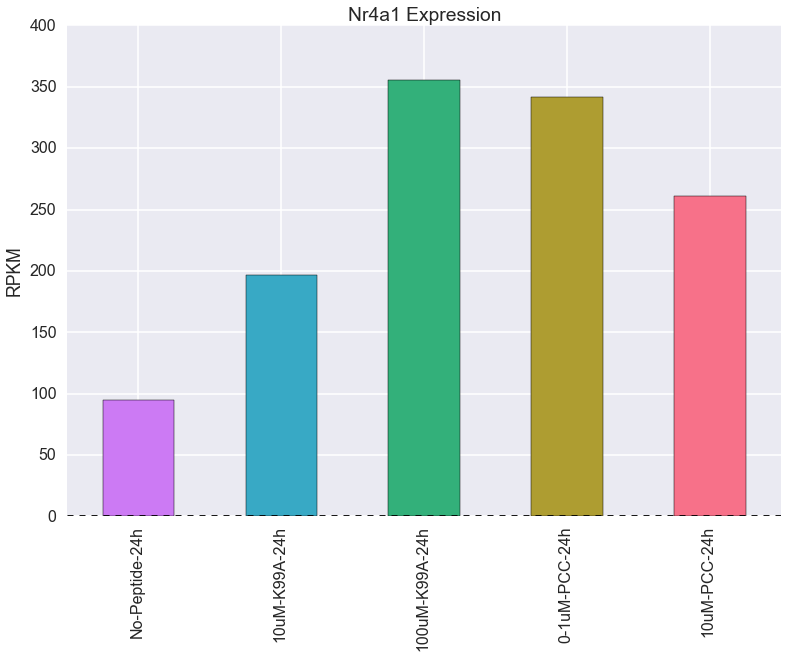 Nr4a1 Expression
400
350
300
250
200
150
100
50
0
RPKM
No-Peptide-24h
10uM-K99A-24h
100uM-K99A-24h
0-1uM-PCC-24h
10uM-PCC-24h